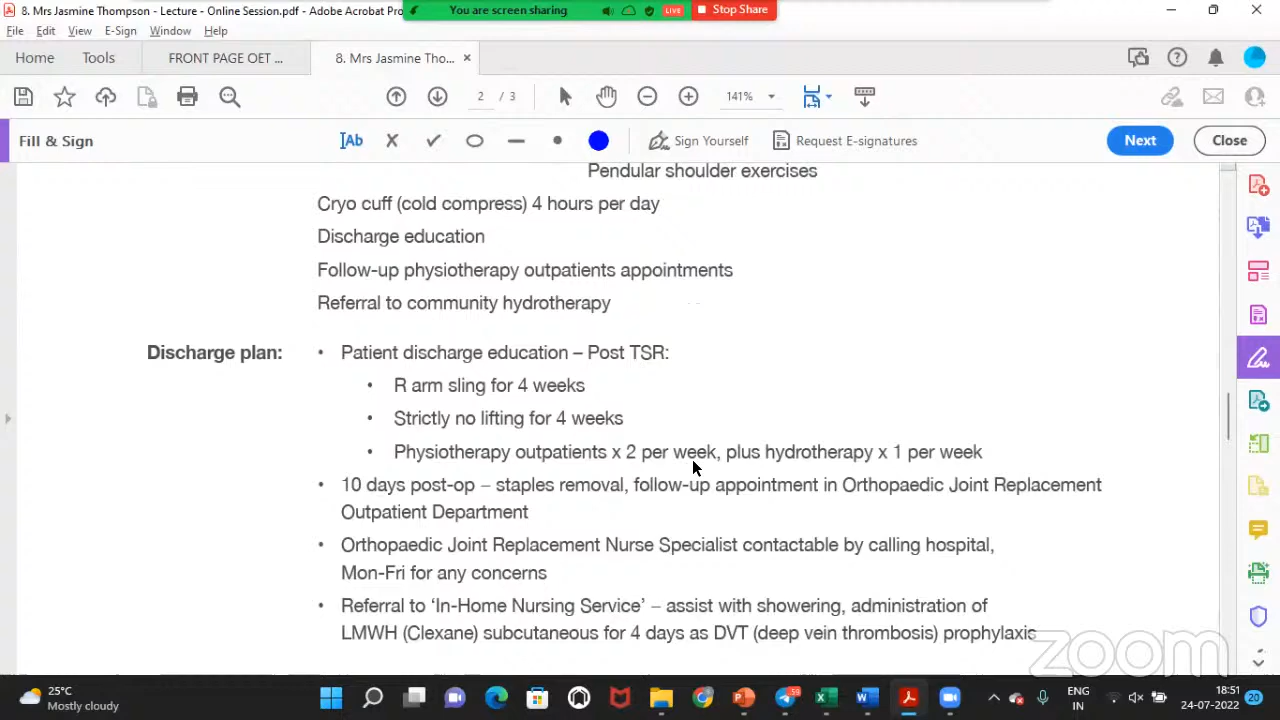 8. Mrs Jasmine Thompson - Lecture - Online Session.pdf - Adobe Acrobat Pro
You are screen sharing
LIVE
Stop Share
File Edit View E-Sign Window Help
Home Tools FRONT PAGE OET ... 8. Mrs Jasmine Tho... ×
2 / 3 141%
Fill & Sign Ab Sign Yourself Request E-signatures Next Close
Pendular shoulder exercises
Cryo cuff (cold compress) 4 hours per day
Discharge education
Follow-up physiotherapy outpatients appointments
Referral to community hydrotherapy
Discharge plan: • Patient discharge education – Post TSR:
• R arm sling for 4 weeks
• Strictly no lifting for 4 weeks
• Physiotherapy outpatients x 2 per week, plus hydrotherapy x 1 per week
• 10 days post-op – staples removal, follow-up appointment in Orthopaedic Joint Replacement
Outpatient Department
• Orthopaedic Joint Replacement Nurse Specialist contactable by calling hospital,
Mon-Fri for any concerns
• Referral to ‘In-Home Nursing Service’ – assist with showering, administration of
LMWH (Clexane) subcutaneous for 4 days as DVT (deep vein thrombosis) prophylaxis
zoom
25°C
Mostly cloudy
59
ENG
IN
18:51
24-07-2022
20